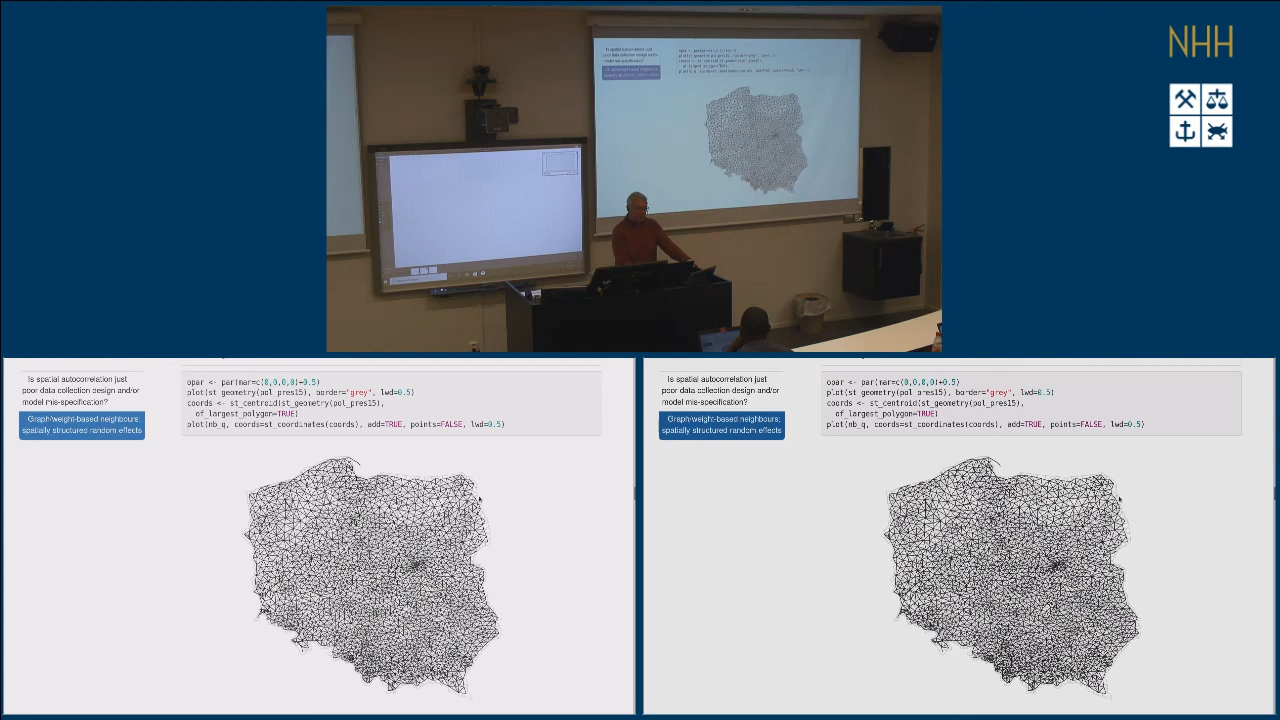 NHH
Is spatial autocorrelation just
poor data collection design and/or
model mis-specification?
Graph/weight-based neighbours;
spatially structured random effects
opar <- par(mar=c(0,0,0,0)+0.5)
plot(st_geometry(pol_pres15), border="grey", lwd=0.5)
coords <- st_centroid(st_geometry(pol_pres15),
of_largest_polygon=TRUE)
plot(nb_q, coords=st_coordinates(coords), add=TRUE, points=FALSE, lwd=0.5)
Is spatial autocorrelation just
poor data collection design and/or
model mis-specification?
Graph/weight-based neighbours;
spatially structured random effects
opar <- par(mar=c(0,0,0,0)+0.5)
plot(st_geometry(pol_pres15), border="grey", lwd=0.5)
coords <- st_centroid(st_geometry(pol_pres15),
of_largest_polygon=TRUE)
plot(nb_q, coords=st_coordinates(coords), add=TRUE, points=FALSE, lwd=0.5)